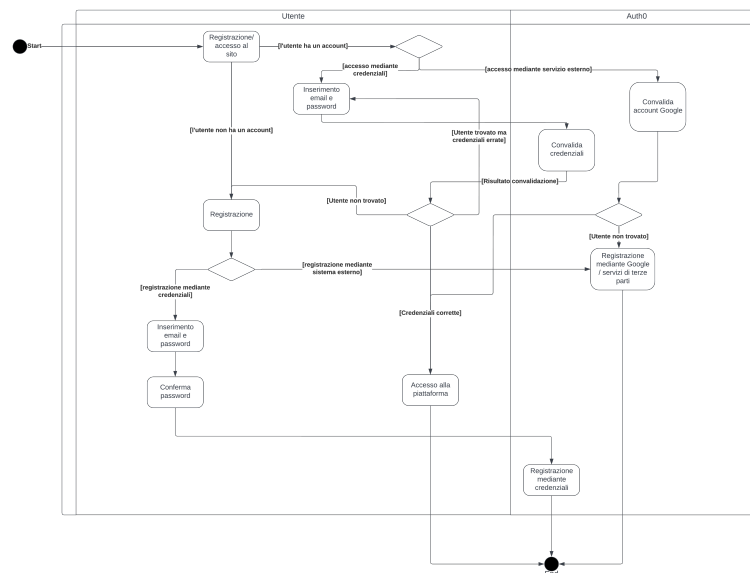 Utente
Auth0
Start
Registrazione/
accesso al
sito
[l'utente ha un account]
[accesso mediante
credenziali]
[accesso mediante servizio esterno]
Inserimento
email e
password
Convalida
account Google
[l'utente non ha un account]
[Utente trovato ma
credenziali errate]
Convalida
credenziali
[Risultato convalidazione]
[Utente non trovato]
Registrazione
[Utente non trovato]
Registrazione
mediante Google
/ servizi di terze
parti
[registrazione mediante
sistema esterno]
[registrazione mediante
credenziali]
[Credenziali corrette]
Inserimento
email e
password
Conferma
password
Accesso alla
piattaforma
Registrazione
mediante
credenziali
End